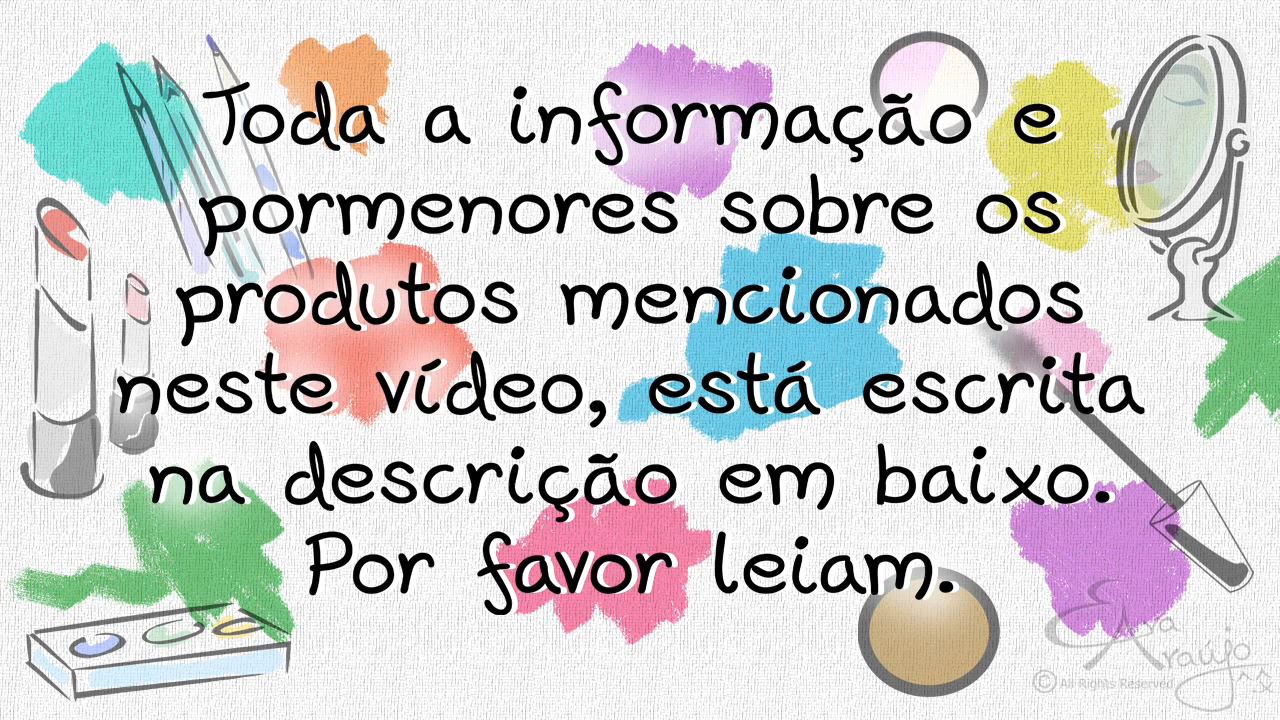 Toda a informação e
pormenores sobre os
produtos mencionados
neste vídeo, está escrita
na descrição em baixo.
Por favor leiam.
Araújo
© All Rights Reserved